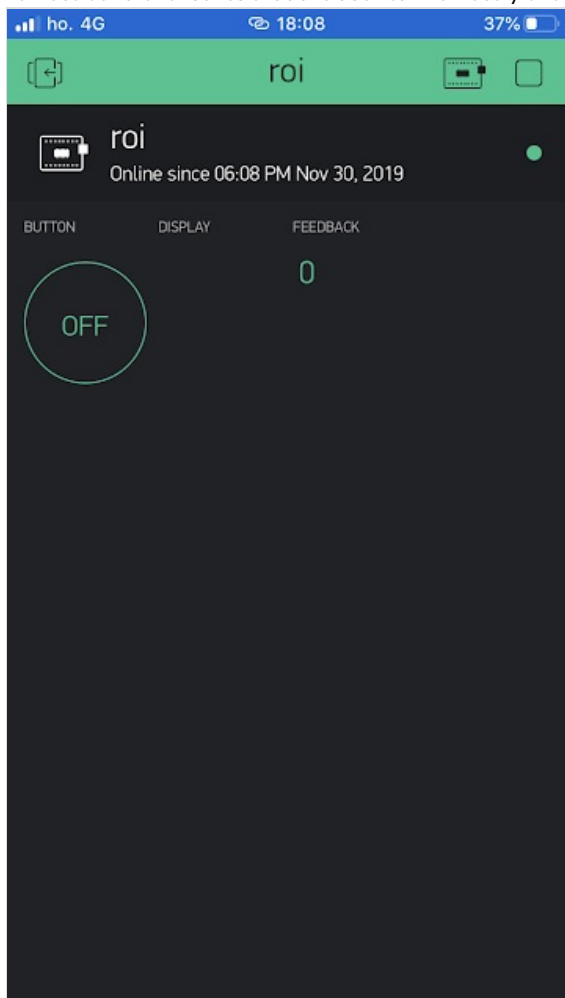 ho. 4G 18:08 37%
roi
roi
Online since 06:08 PM Nov 30, 2019
BUTTON DISPLAY FEEDBACK
0
OFF